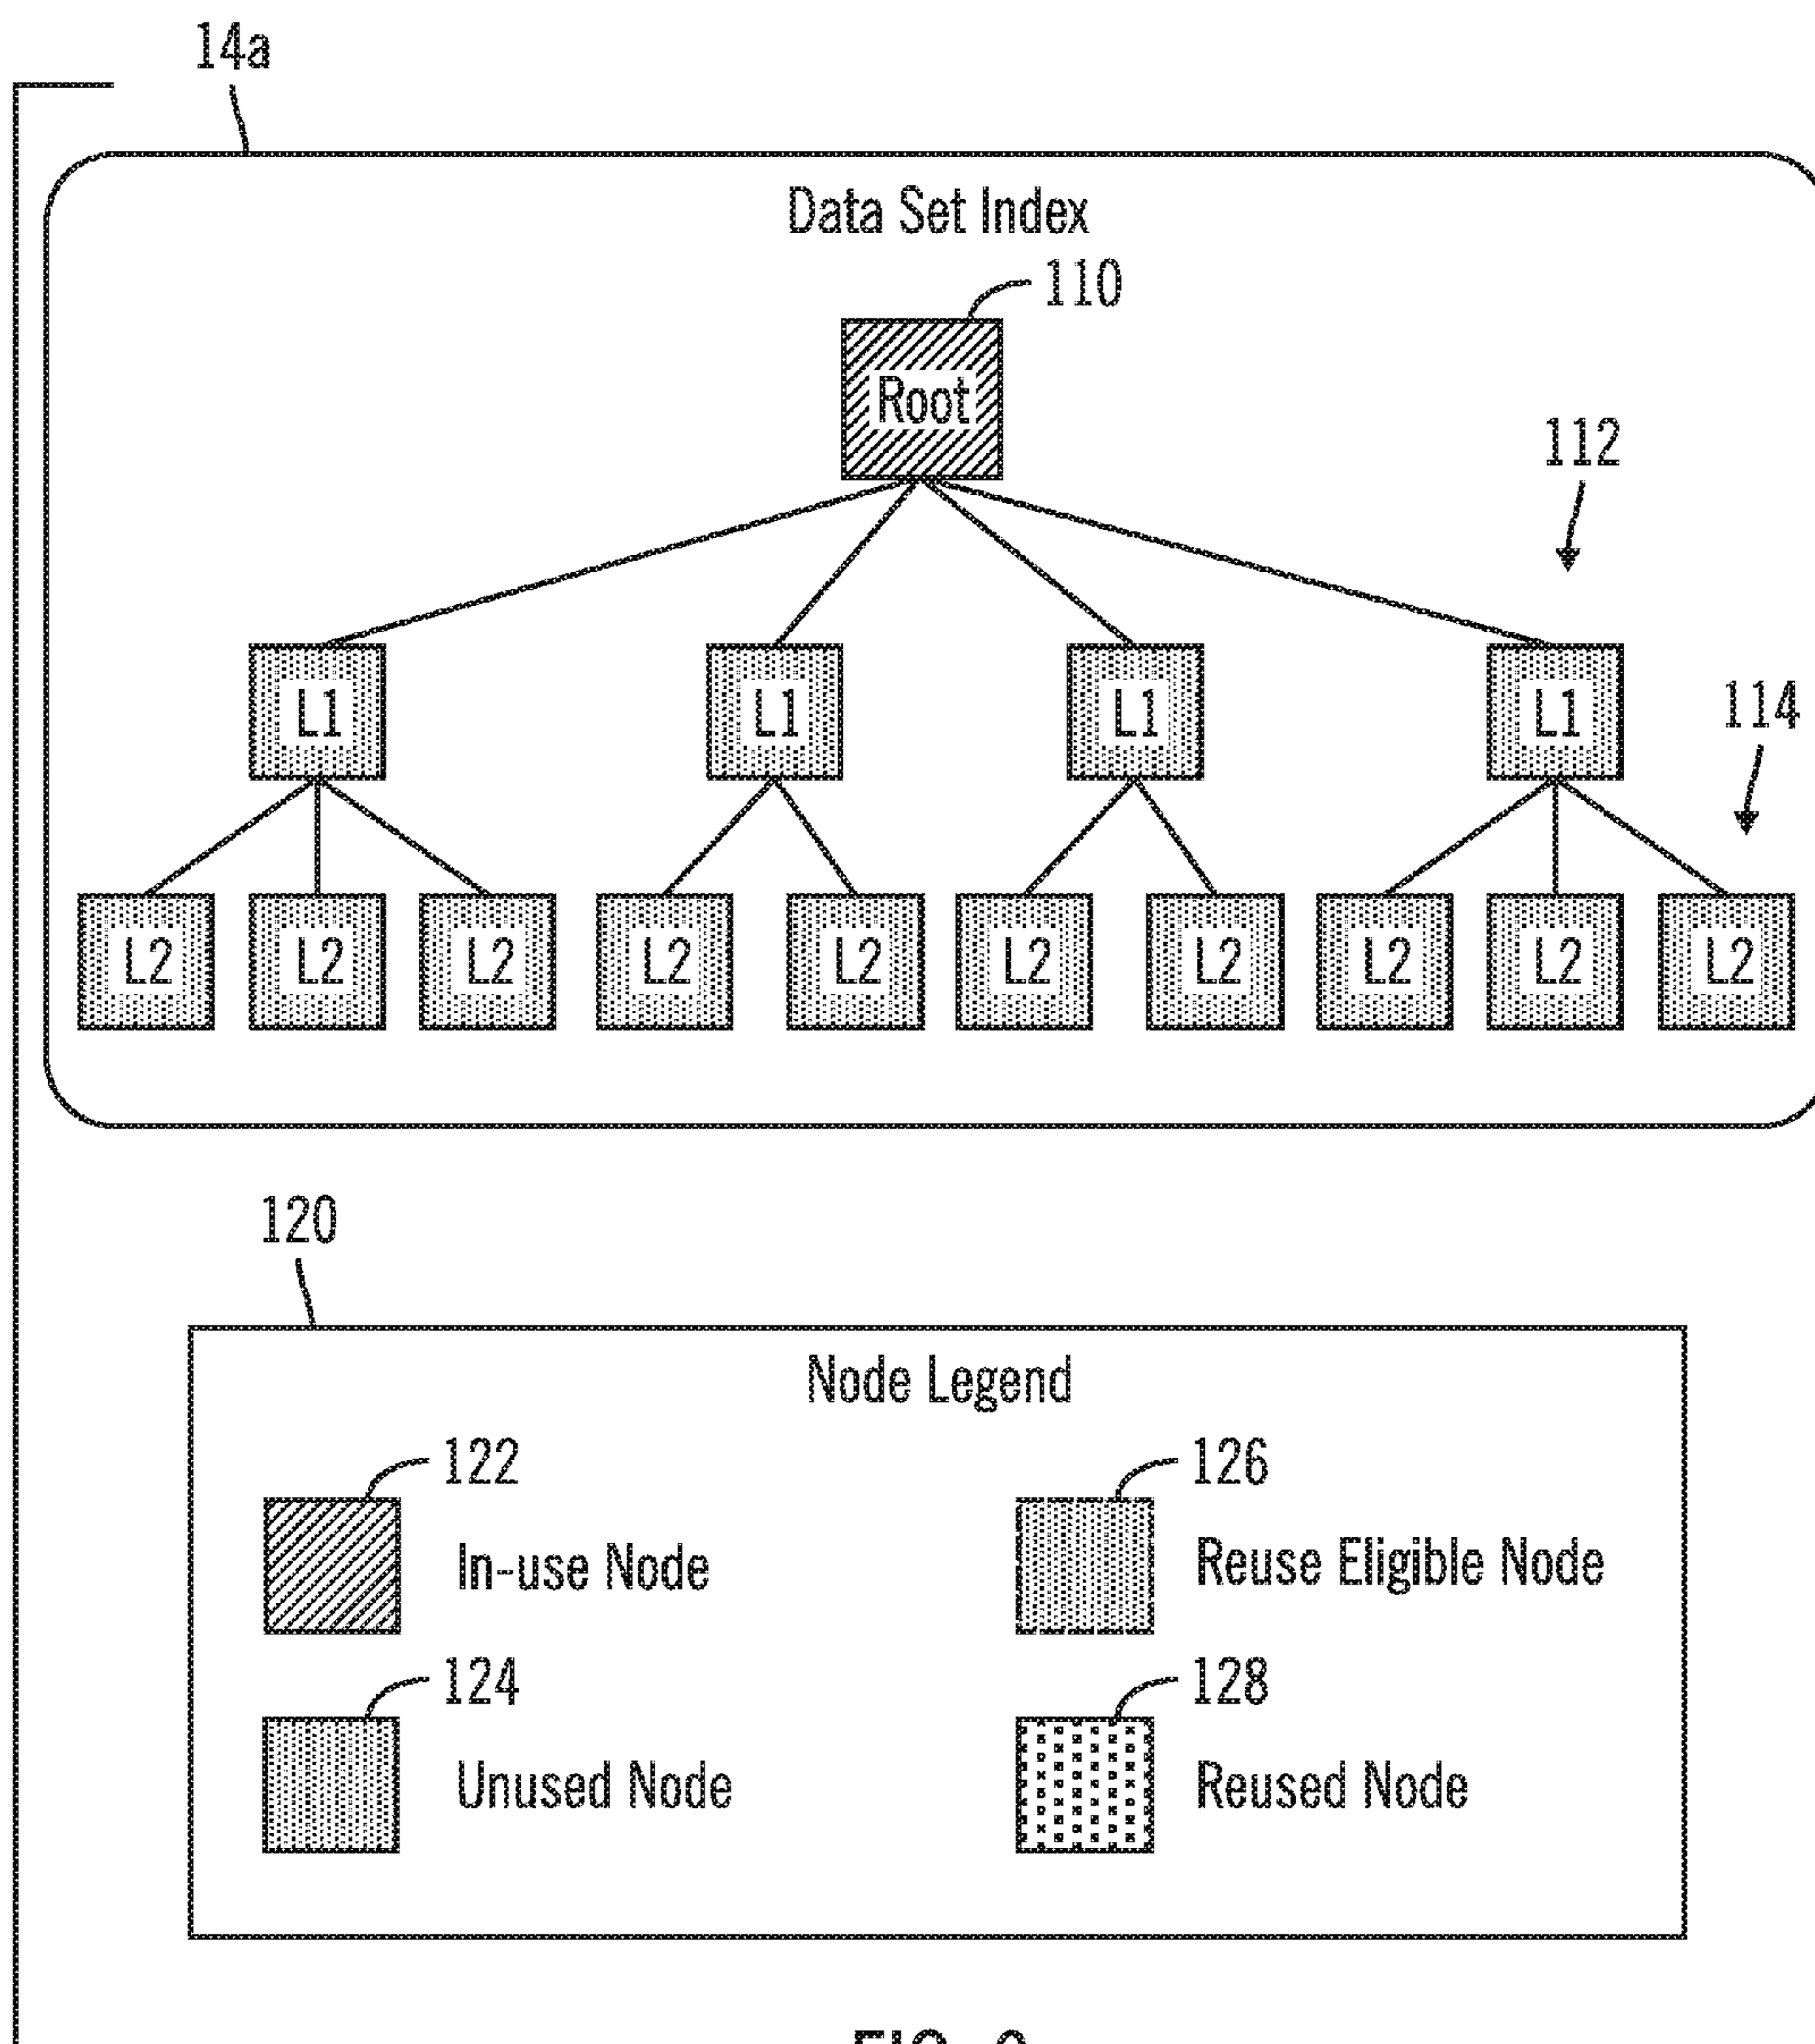 14a
Data Set Index
110
Root
112
L1 L1 L1 L1
114
L2 L2 L2 L2 L2 L2 L2 L2 L2 L2
120
Node Legend
122 126
In-use Node Reuse Eligible Node
124 128
Unused Node Reused Node
FIG.